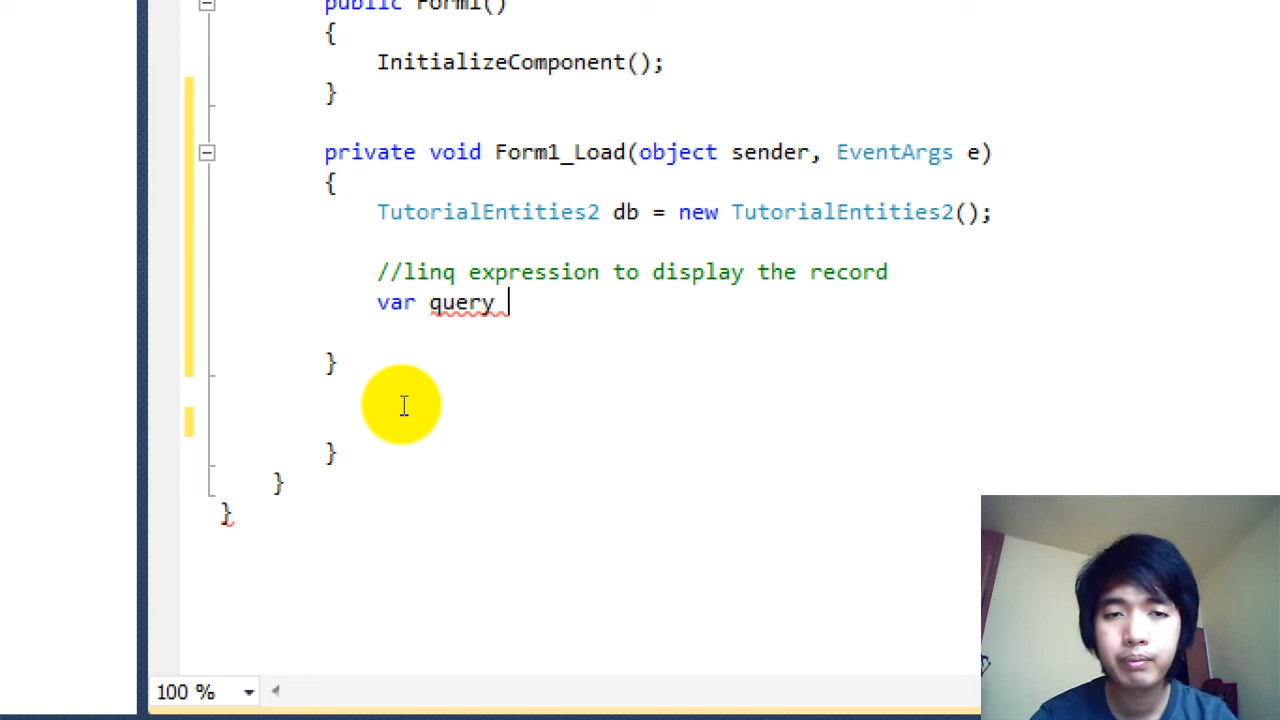 public Form1()
{
InitializeComponent();
}
private void Form1_Load(object sender, EventArgs e)
{
TutorialEntities2 db = new TutorialEntities2();
//linq expression to display the record
var query
}
}
}
}
100 %